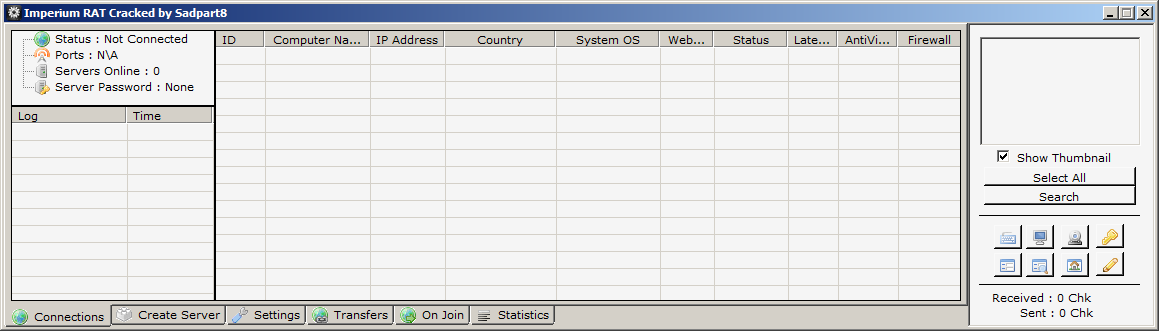 Imperium RAT Cracked by Sadpart8
Status : Not Connected
Ports : N\A
Servers Online : 0
Server Password : None
Log Time
ID Computer Na... IP Address Country System OS Web... Status Late... AntiVi... Firewall
Show Thumbnail
Select All
Search
Received : 0 Chk
Sent : 0 Chk
Connections Create Server Settings Transfers On Join Statistics